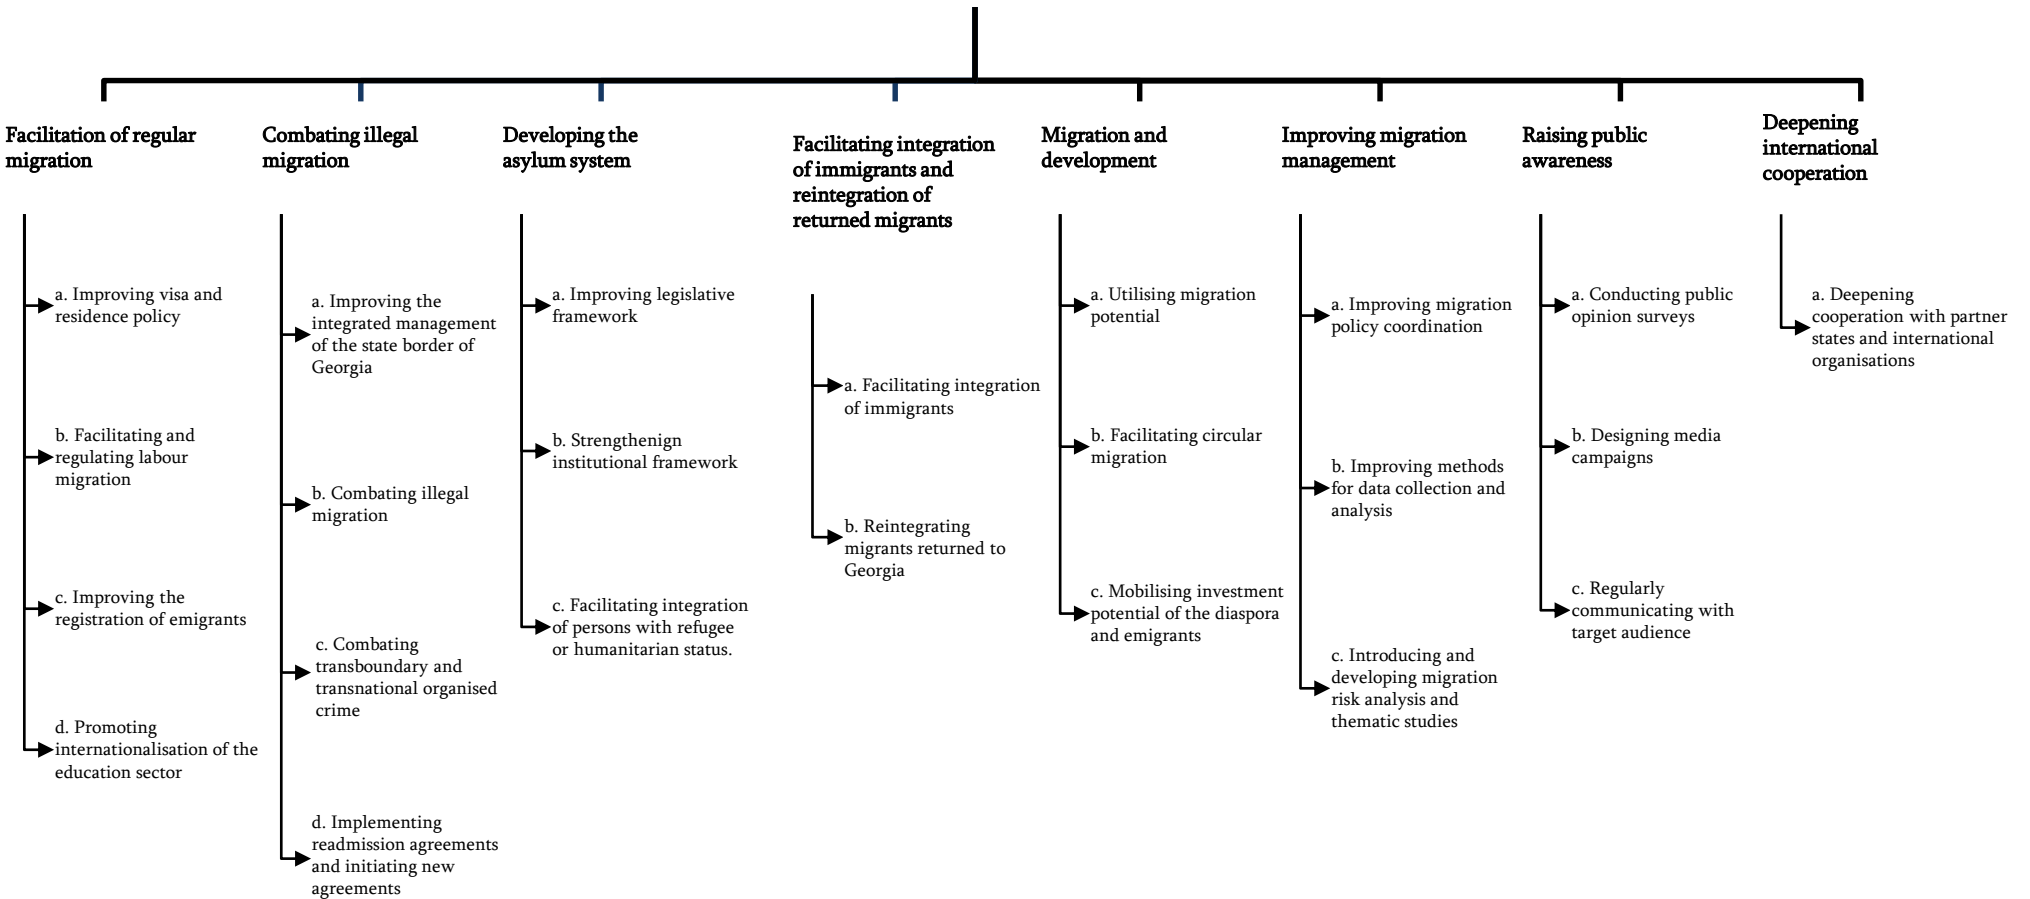 Facilitation of regular
migration
a. Improving visa and
residence policy
b. Facilitating and
regulating labour
migration
c. Improving the
registration of emigrants
d. Promoting
internationalisation of the
education sector
Combating illegal
migration
a. Improving the
integrated management
of the state border of
Georgia
b. Combating illegal
migration
c. Combating
transboundary and
transnational organised
crime
d. Implementing
readmission agreements
and initiating new
agreements
Developing the
asylum system
a. Improving legislative
framework
b. Strengthenign
institutional framework
c. Facilitating integration
of persons with refugee
or humanitarian status.
Facilitating integration
of immigrants and
reintegration of
returned migrants
a. Facilitating integration
of immigrants
b. Reintegrating
migrants returned to
Georgia
Migration and
development
a. Utilising migration
potential
b. Facilitating circular
migration
c. Mobilising investment
potential of the diaspora
and emigrants
Improving migration
management
a. Improving migration
policy coordination
b. Improving methods
for data collection and
analysis
c. Introducing and
developing migration
risk analysis and
thematic studies
Raising public
awareness
a. Conducting public
opinion surveys
b. Designing media
campaigns
c. Regularly
communicating with
target audience
Deepening
international
cooperation
a. Deepening
cooperation with partner
states and international
organisations